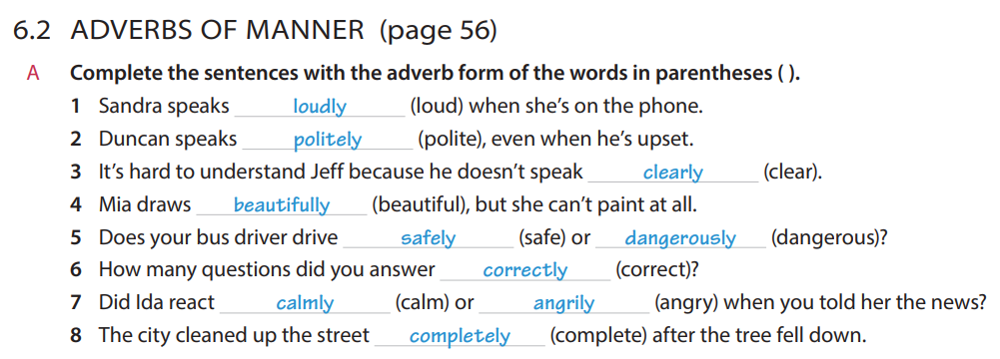 6.2 ADVERBS OF MANNER (page 56)
A Complete the sentences with the adverb form of the words in parentheses ( ).
1 Sandra speaks loudly (loud) when she's on the phone.
2 Duncan speaks politely (polite), even when he's upset.
3 It's hard to understand Jeff because he doesn't speak clearly (clear).
4 Mia draws beautifully (beautiful), but she can't paint at all.
5 Does your bus driver drive safely (safe) or dangerously (dangerous)?
6 How many questions did you answer correctly (correct)?
7 Did Ida react calmly (calm) or angrily (angry) when you told her the news?
8 The city cleaned up the street completely (complete) after the tree fell down.